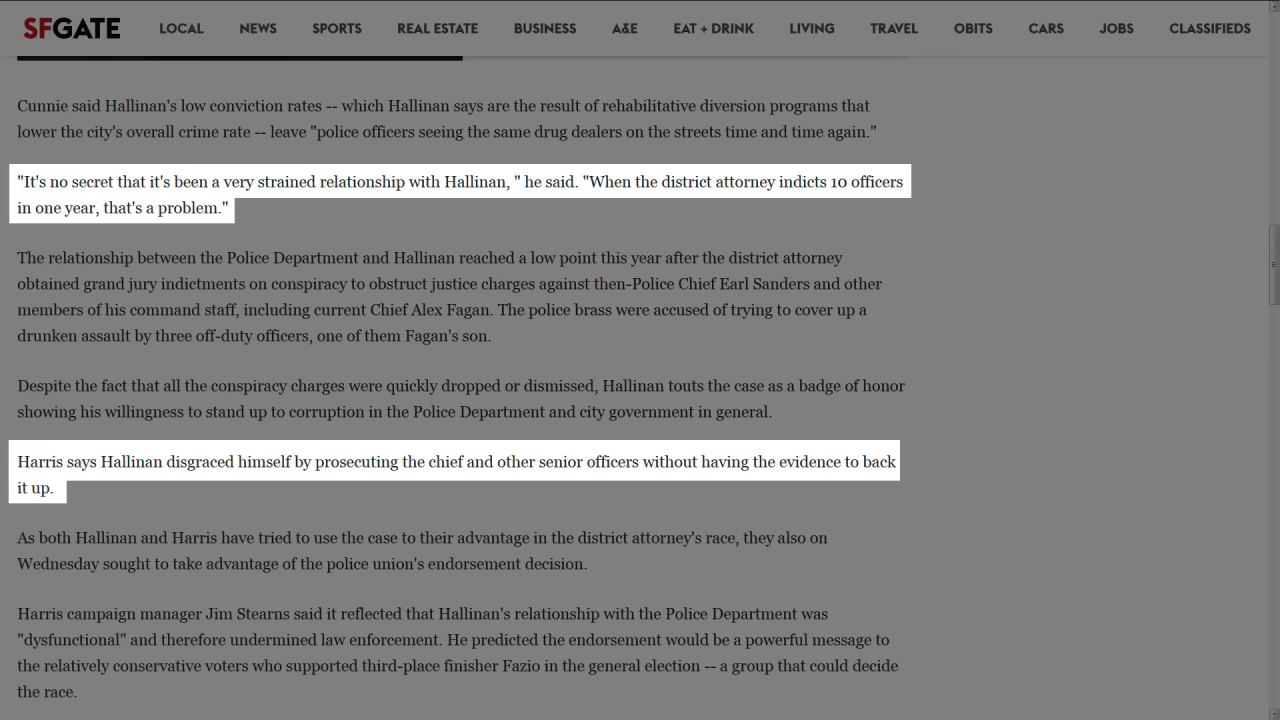 SFGATE LOCAL NEWS SPORTS REAL ESTATE BUSINESS A&E EAT + DRINK LIVING TRAVEL OBITS CARS JOBS CLASSIFIEDS
Cunnie said Hallinan's low conviction rates -- which Hallinan says are the result of rehabilitative diversion programs that
lower the city's overall crime rate -- leave "police officers seeing the same drug dealers on the streets time and time again."
"It's no secret that it's been a very strained relationship with Hallinan, " he said. "When the district attorney indicts 10 officers
in one year, that's a problem."
The relationship between the Police Department and Hallinan reached a low point this year after the district attorney
obtained grand jury indictments on conspiracy to obstruct justice charges against then-Police Chief Earl Sanders and other
members of his command staff, including current Chief Alex Fagan. The police brass were accused of trying to cover up a
drunken assault by three off-duty officers, one of them Fagan's son.
Despite the fact that all the conspiracy charges were quickly dropped or dismissed, Hallinan touts the case as a badge of honor
showing his willingness to stand up to corruption in the Police Department and city government in general.
Harris says Hallinan disgraced himself by prosecuting the chief and other senior officers without having the evidence to back
it up.
As both Hallinan and Harris have tried to use the case to their advantage in the district attorney's race, they also on
Wednesday sought to take advantage of the police union's endorsement decision.
Harris campaign manager Jim Stearns said it reflected that Hallinan's relationship with the Police Department was
"dysfunctional" and therefore undermined law enforcement. He predicted the endorsement would be a powerful message to
the relatively conservative voters who supported third-place finisher Fazio in the general election -- a group that could decide
the race.